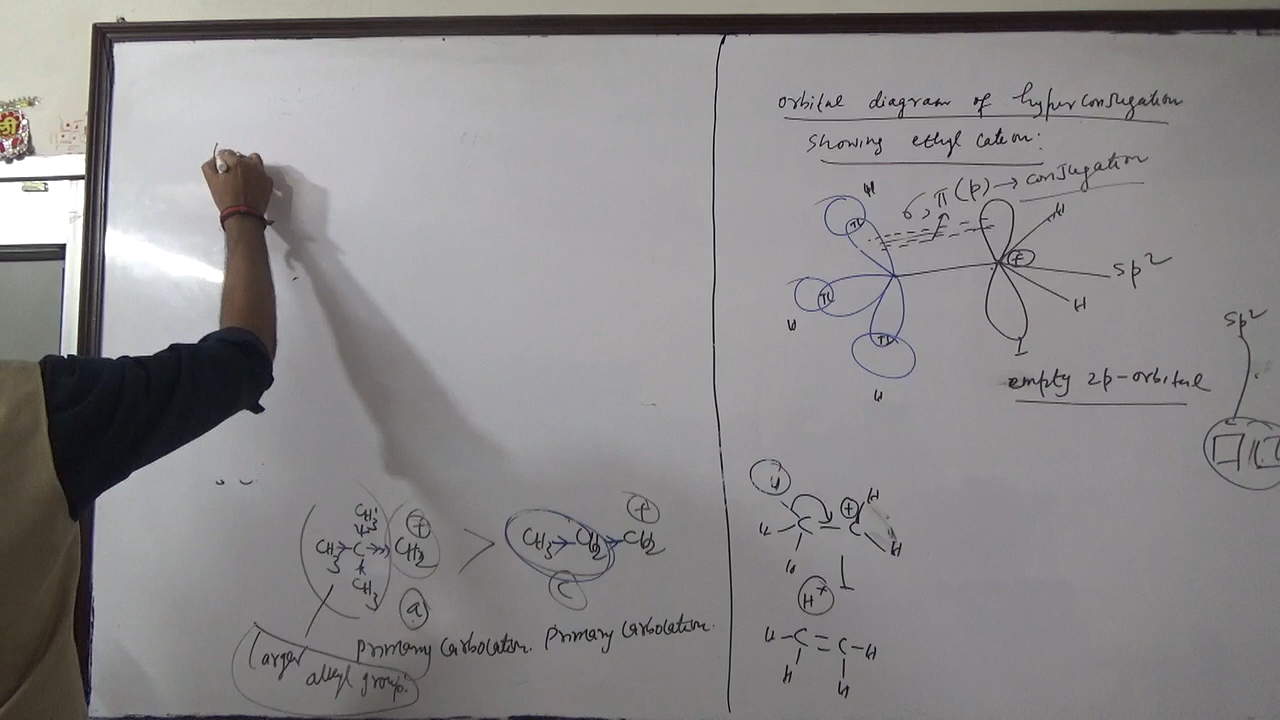 orbital diagram of hyperconjugation
showing ethyl cation:
σ, π (p) → conjugation
H
H
H
H
H
+
sp2
empty 2p-orbital
sp2
CH3
CH3 → C → CH2
CH3
+
a
>
CH3 → CH2 → CH2
+
C
primary carbocation. primary carbocation.
larger
alkyl group.
H
H - C = C
H
H
H
+
H+
H - C = C - H
H
H